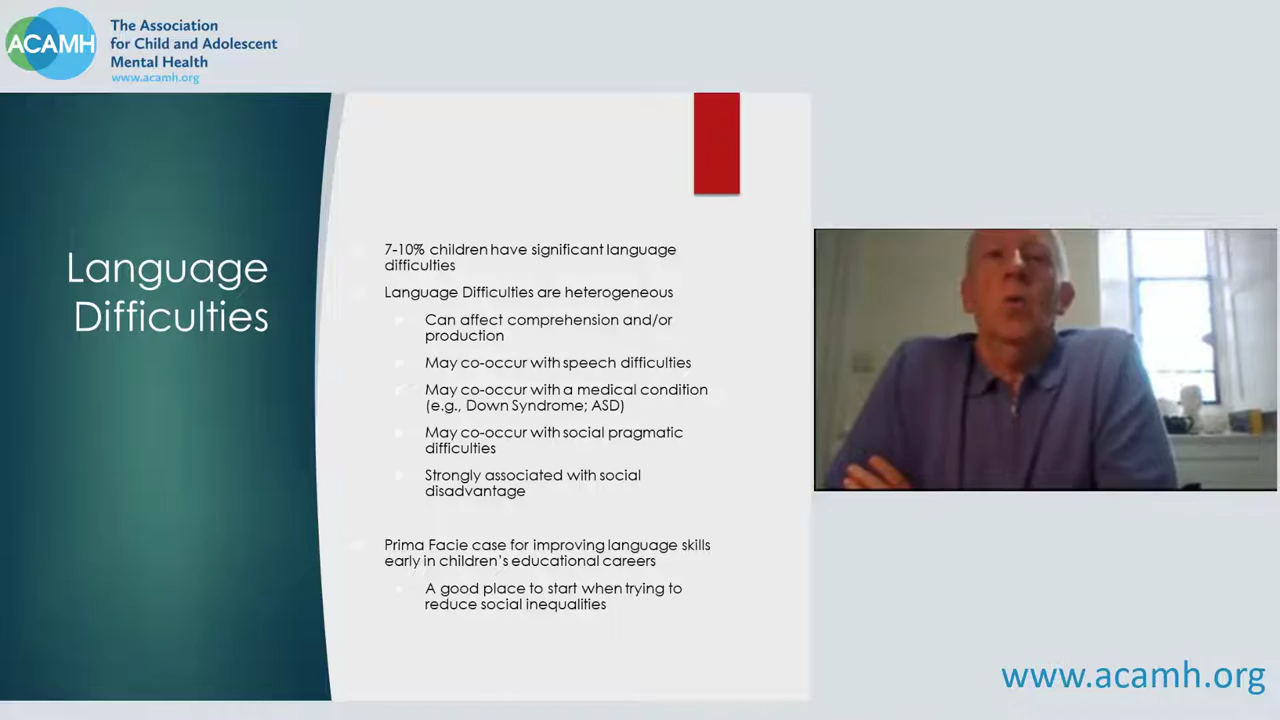 ACAMH
The Association
for Child and Adolescent
Mental Health
www.acamh.org
Language
Difficulties
7-10% children have significant language
difficulties
Language Difficulties are heterogeneous
Can affect comprehension and/or
production
May co-occur with speech difficulties
May co-occur with a medical condition
(e.g., Down Syndrome; ASD)
May co-occur with social pragmatic
difficulties
Strongly associated with social
disadvantage
Prima Facie case for improving language skills
early in children’s educational careers
A good place to start when trying to
reduce social inequalities
www.acamh.org